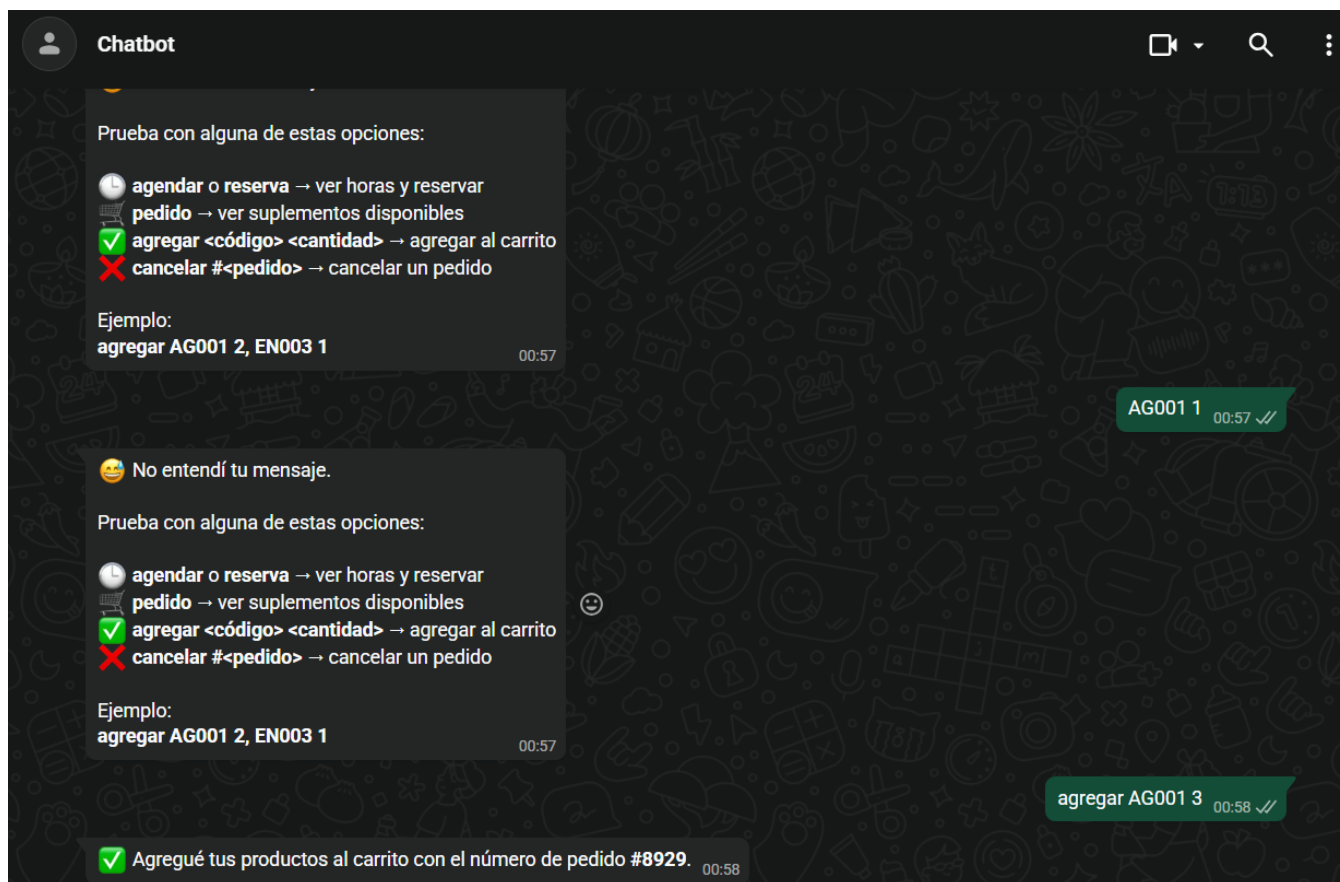 Chatbot
Prueba con alguna de estas opciones:
🕒 agendar o reserva → ver horas y reservar
🛒 pedido → ver suplementos disponibles
✅ agregar <código> <cantidad> → agregar al carrito
❌ cancelar #<pedido> → cancelar un pedido
Ejemplo:
agregar AG001 2, EN003 1
00:57
AG001 1 00:57
😅 No entendí tu mensaje.
Prueba con alguna de estas opciones:
🕒 agendar o reserva → ver horas y reservar
🛒 pedido → ver suplementos disponibles
✅ agregar <código> <cantidad> → agregar al carrito
❌ cancelar #<pedido> → cancelar un pedido
Ejemplo:
agregar AG001 2, EN003 1
00:57
agregar AG001 3 00:58
✅ Agregué tus productos al carrito con el número de pedido #8929. 00:58